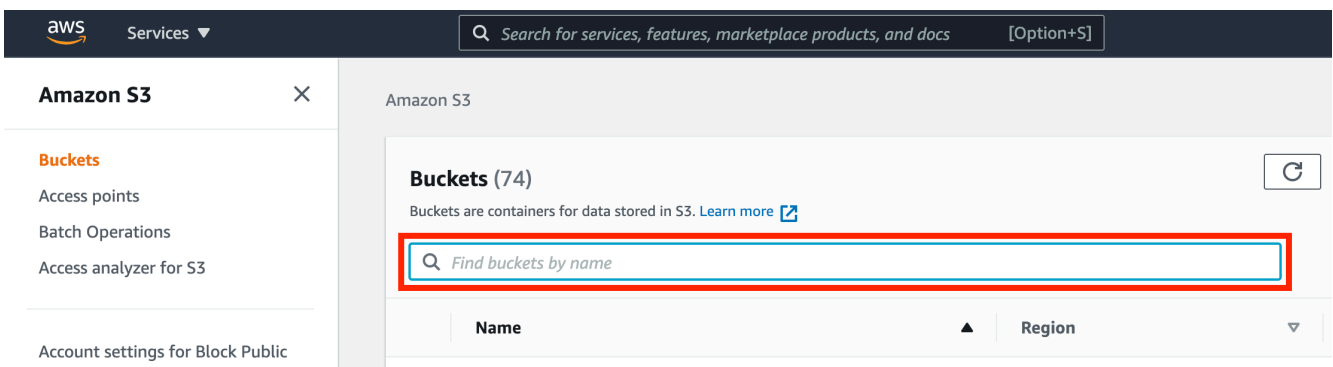 aws Services ▼ Search for services, features, marketplace products, and docs [Option+S]
Amazon S3
Buckets
Access points
Batch Operations
Access analyzer for S3
Account settings for Block Public
Amazon S3
Buckets (74)
Buckets are containers for data stored in S3. Learn more
Find buckets by name
Name ▲ Region ▽